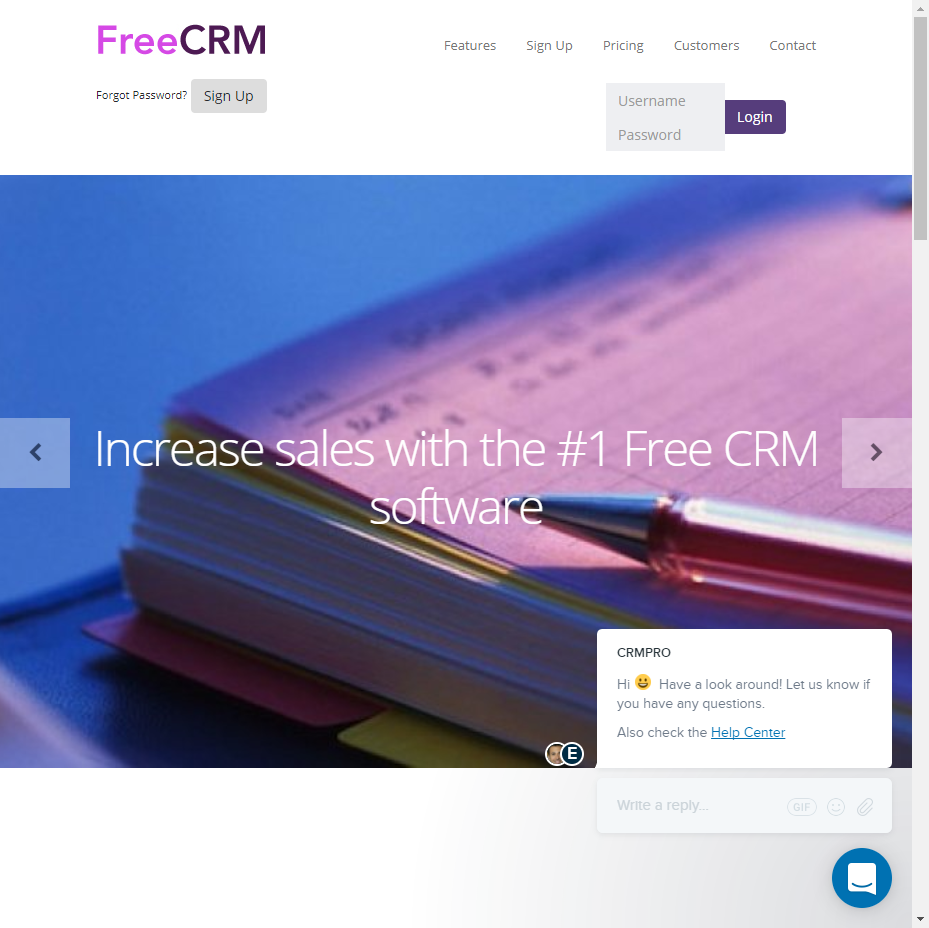 FreeCRM
Features
Sign Up
Pricing
Customers
Contact
Forgot Password?
Sign Up
Username
Password
Login
Increase sales with the #1 Free CRM
software
CRMPRO
Hi 😀 Have a look around! Let us know if
you have any questions.
Also check the Help Center
E
Write a reply...
GIF